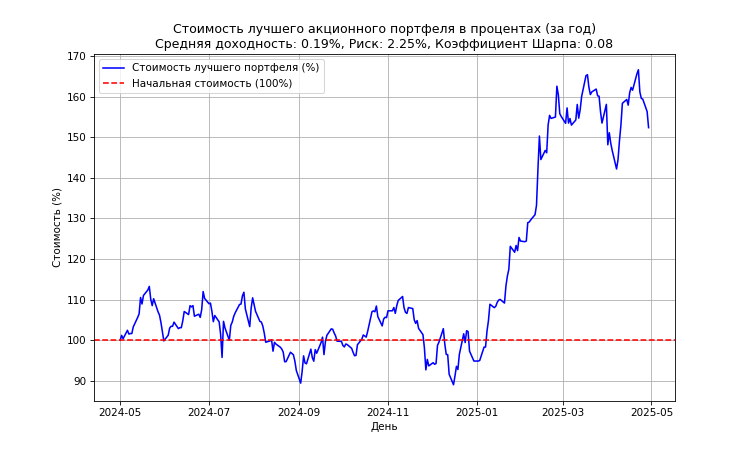 Стоимость лучшего акционного портфеля в процентах (за год)
Средняя доходность: 0.19%, Риск: 2.25%, Коэффициент Шарпа: 0.08
Стоимость лучшего портфеля (%)
Начальная стоимость (100%)
Стоимость (%)
170
160
150
140
130
120
110
100
90
2024-05
2024-07
2024-09
2024-11
2025-01
2025-03
2025-05
День